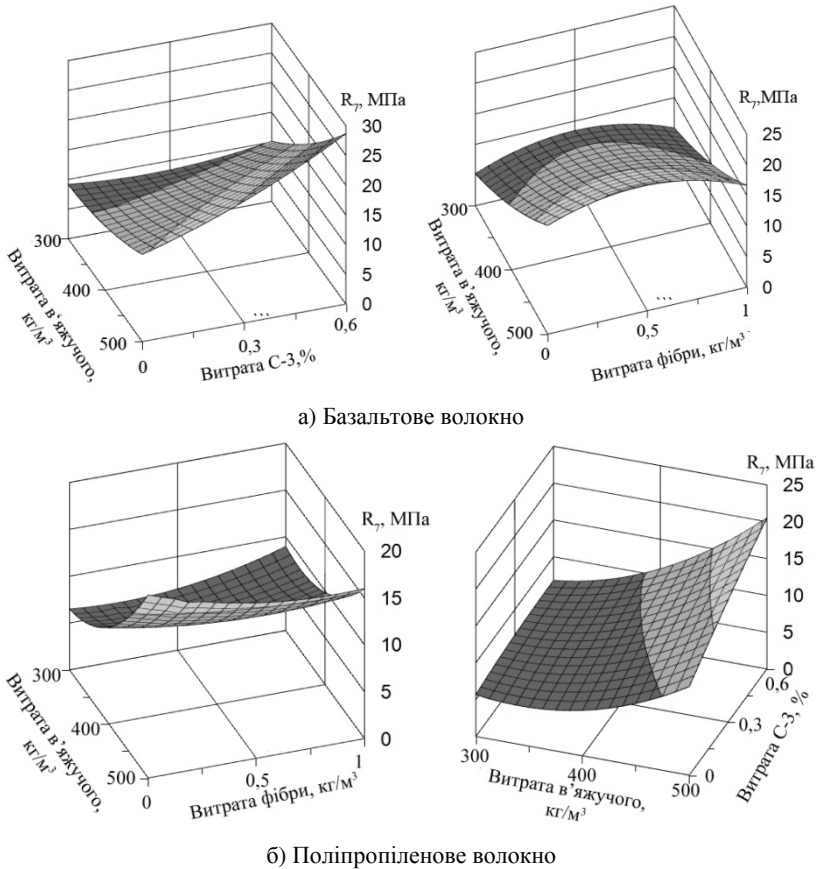 R7, МПа
30
25
20
15
10
5
0
300
400
500
Витрата в'яжучого,
кг/м³
0
0,3
...
0,6
Витрата С-3,%
R7,МПа
25
20
15
10
5
0
300
400
500
Витрата в'яжучого,
кг/м³
0
0,5
...
1
Витрата фібри, кг/м³
а) Базальтове волокно
R7, МПа
20
15
10
5
0
300
400
500
Витрата в'яжучого,
кг/м³
0
0,5
1
Витрата фібри, кг/м³
R7, МПа
25
20
15
10
5
0
300
400
500
Витрата в'яжучого,
кг/м³
0
0,3
0,6
Витрата С-3, %
б) Поліпропіленове волокно